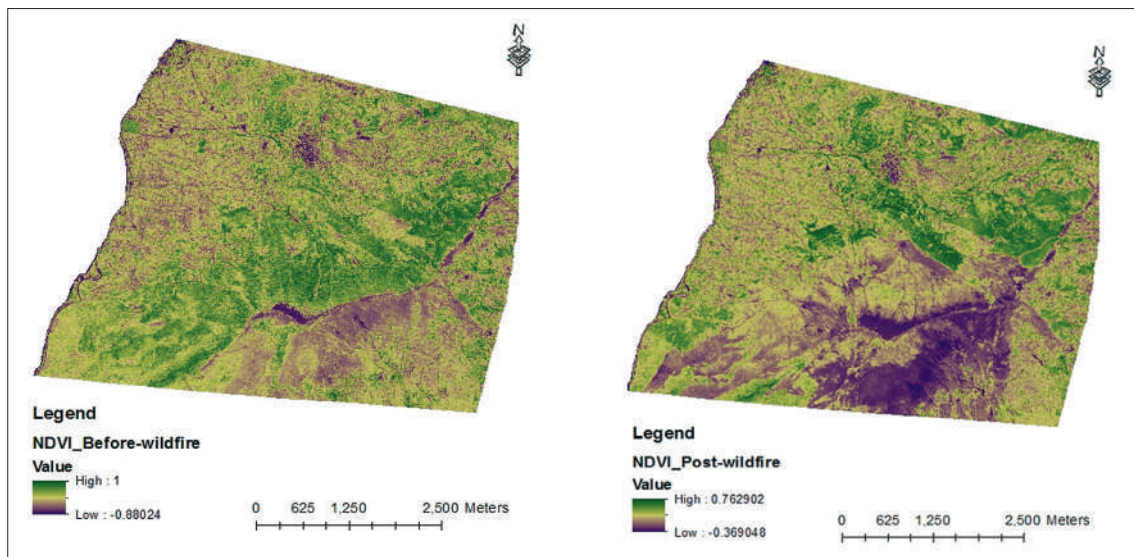 N
Legend
NDVI_Before-wildfire
Value
High : 1
Low : -0.88024
0 625 1,250 2,500 Meters
N
Legend
NDVI_Post-wildfire
Value
High : 0.762902
Low : -0.369048
0 625 1,250 2,500 Meters